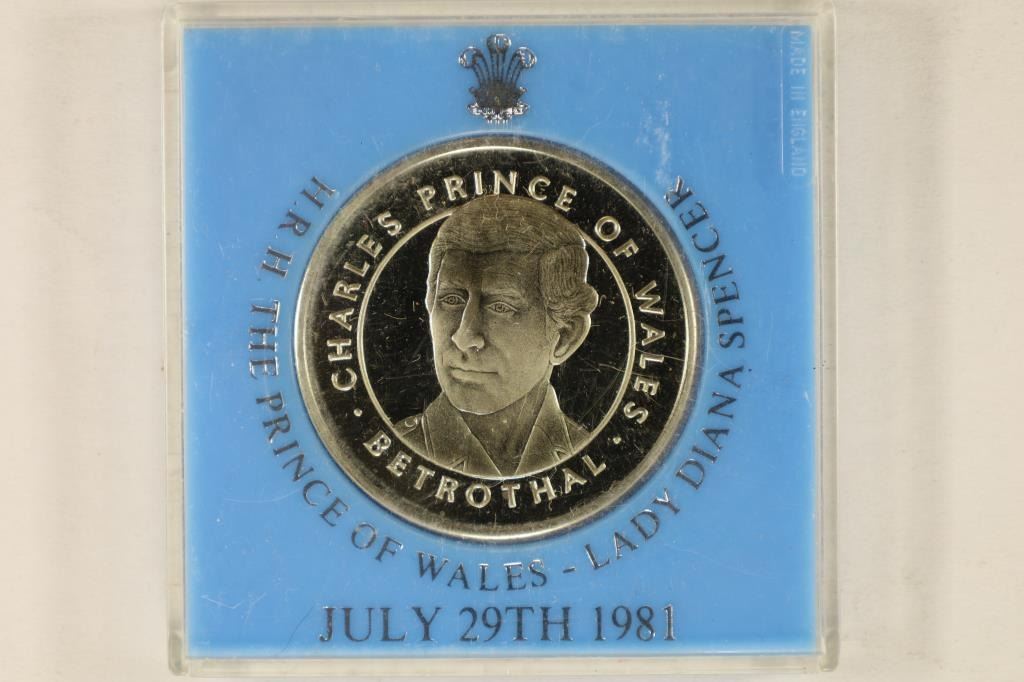 MADE IN ENGLAND
· CHARLES PRINCE OF WALES ·
BETROTHAL
H.R.H. THE PRINCE OF WALES - LADY DIANA SPENCER
JULY 29TH 1981